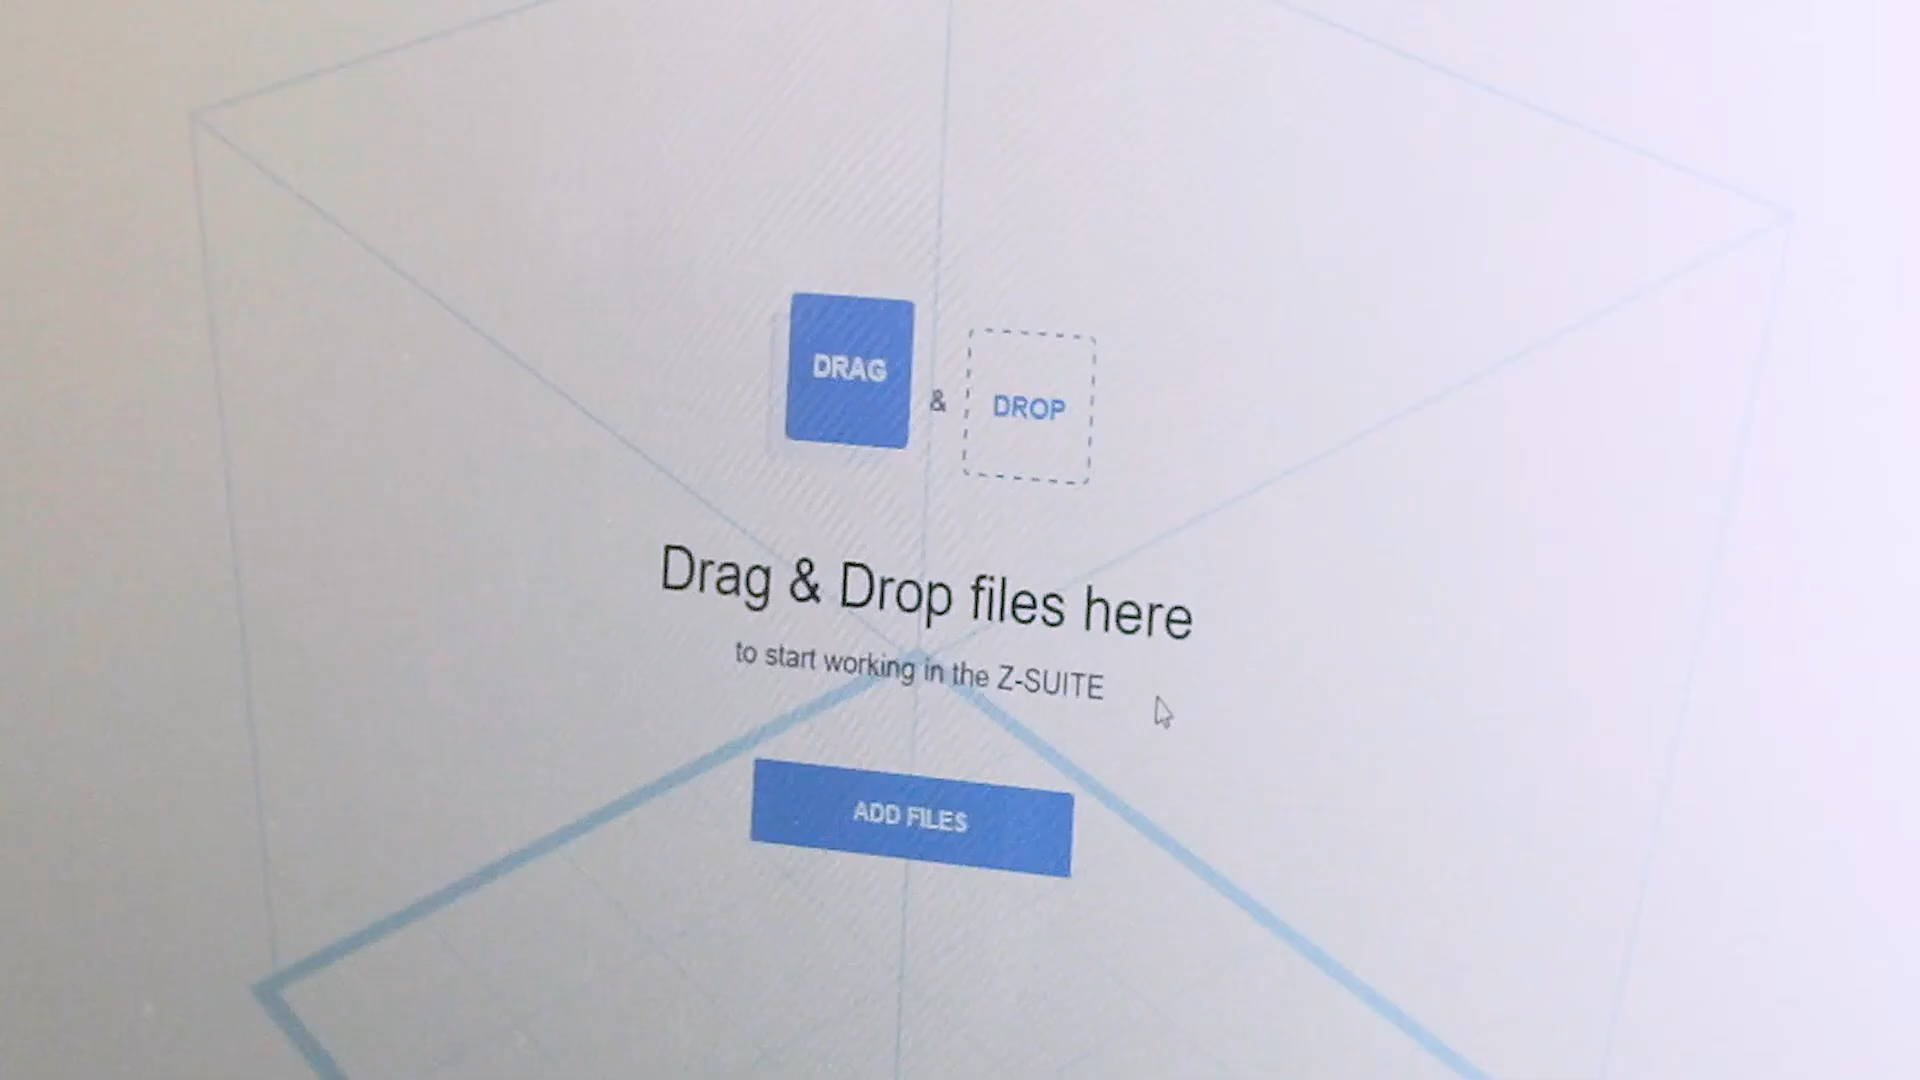 DRAG & DROP
Drag & Drop files here
to start working in the Z-SUITE
ADD FILES